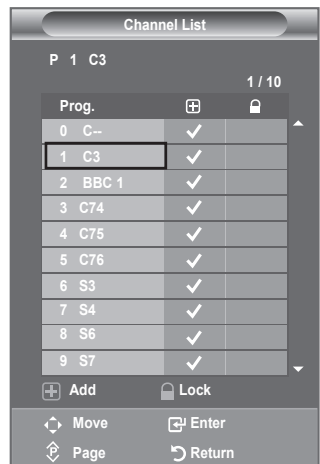 Channel List
P 1 C3
1 / 10
Prog.
0 C--
1 C3
2 BBC 1
3 C74
4 C75
5 C76
6 S3
7 S4
8 S6
9 S7
Add Lock
Move Enter
Page Return